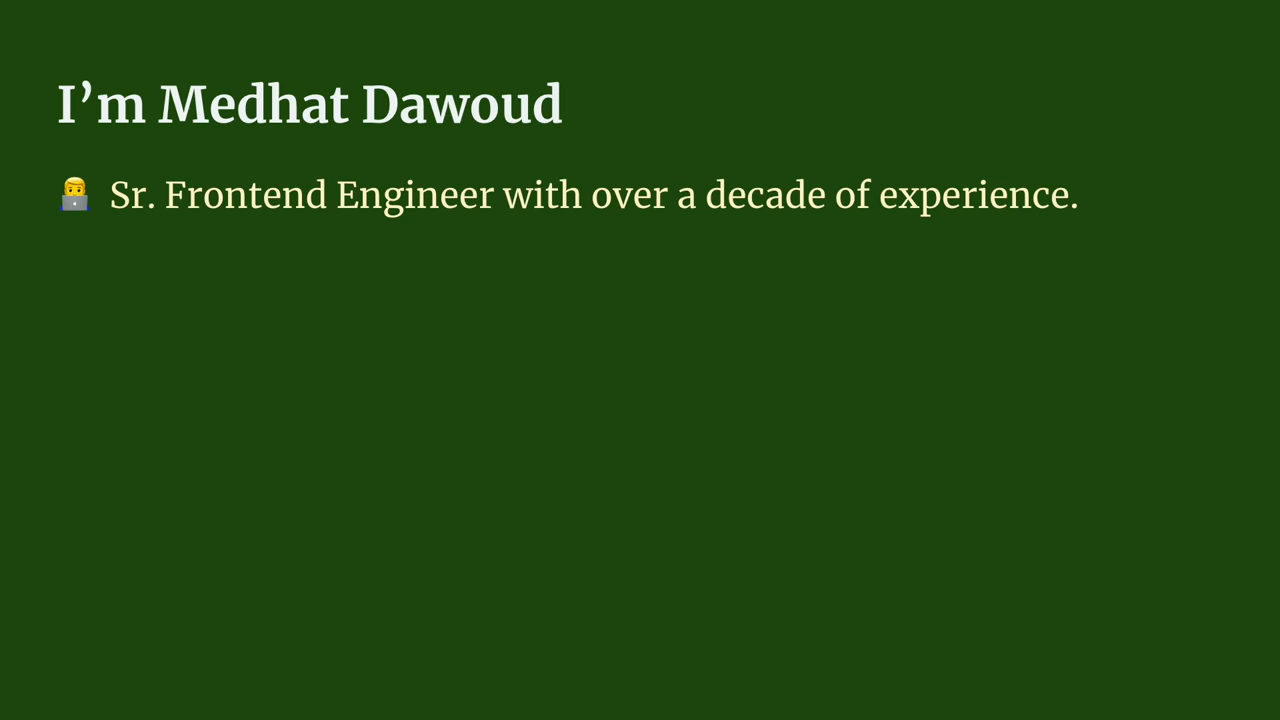 I’m Medhat Dawoud
👨‍💻 Sr. Frontend Engineer with over a decade of experience.